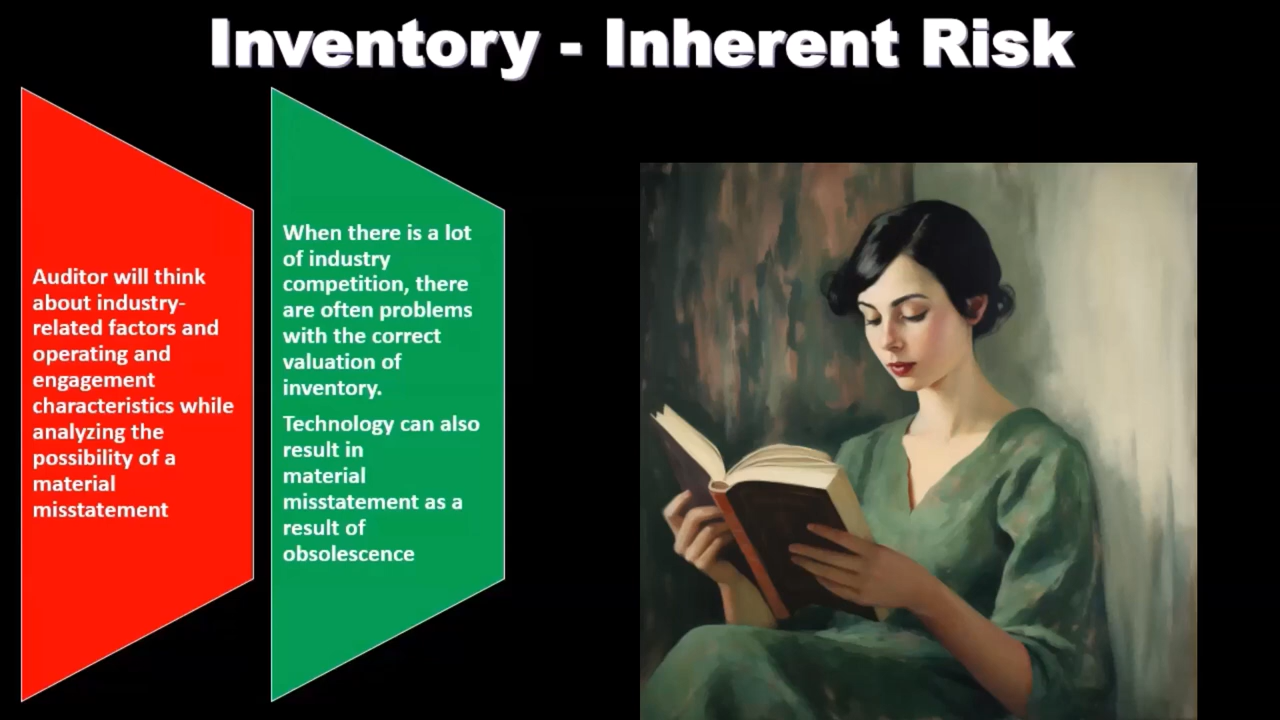 Inventory - Inherent Risk
Auditor will think
about industry-
related factors and
operating and
engagement
characteristics while
analyzing the
possibility of a
material
misstatement
When there is a lot
of industry
competition, there
are often problems
with the correct
valuation of
inventory.
Technology can also
result in
material
misstatement as a
result of
obsolescence